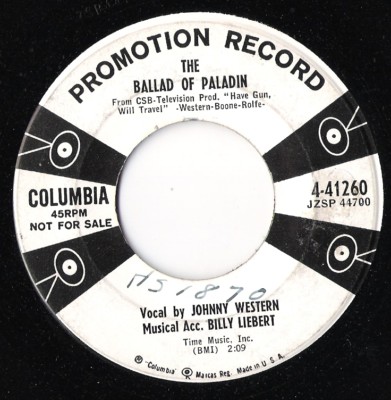 PROMOTION RECORD
THE
BALLAD OF PALADIN
From CSB-Television Prod. "Have Gun,
Will Travel" -Western-Boone-Rolfe-
COLUMBIA
45RPM
NOT FOR SALE
4-41260
JZSP 44700
HS1870
Vocal by JOHNNY WESTERN
Musical Acc. BILLY LIEBERT
Time Music, Inc.
(BMI) 2:09
® "Columbia" Marcas Reg. Made in U.S.A.